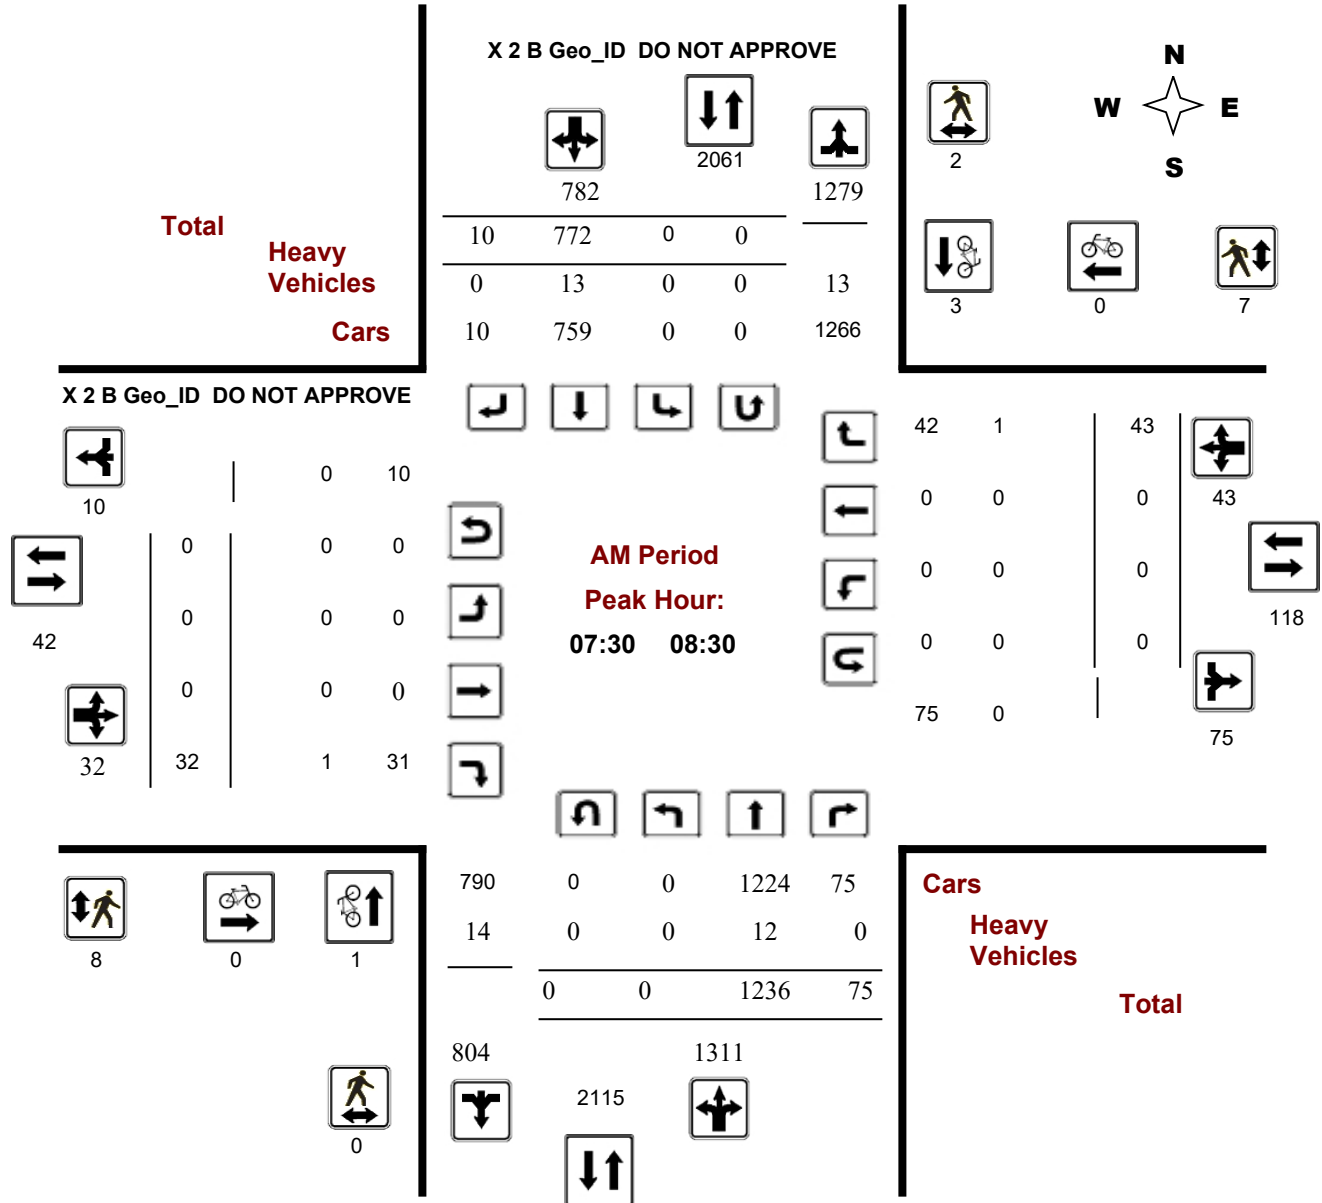 X 2 B Geo_ID  DO NOT APPROVE
N
W E
S
2061
2
782 1279
Total
10 772 0 0
Heavy
Vehicles
0 13 0 0 13
3 0 7
Cars
10 759 0 0 1266
X 2 B Geo_ID  DO NOT APPROVE
42 1 43
0 10
10
0 0 0 43
0 0 0
AM Period
0 0 0
Peak Hour:
0 0 0
42
118
07:30 08:30
0 0 0
0 0 0
75 0
75
32
32 1 31
790 0 0 1224 75
Cars
14 0 0 12 0
Heavy
Vehicles
8 0 1
0 0 1236 75
Total
804 1311
2115
0